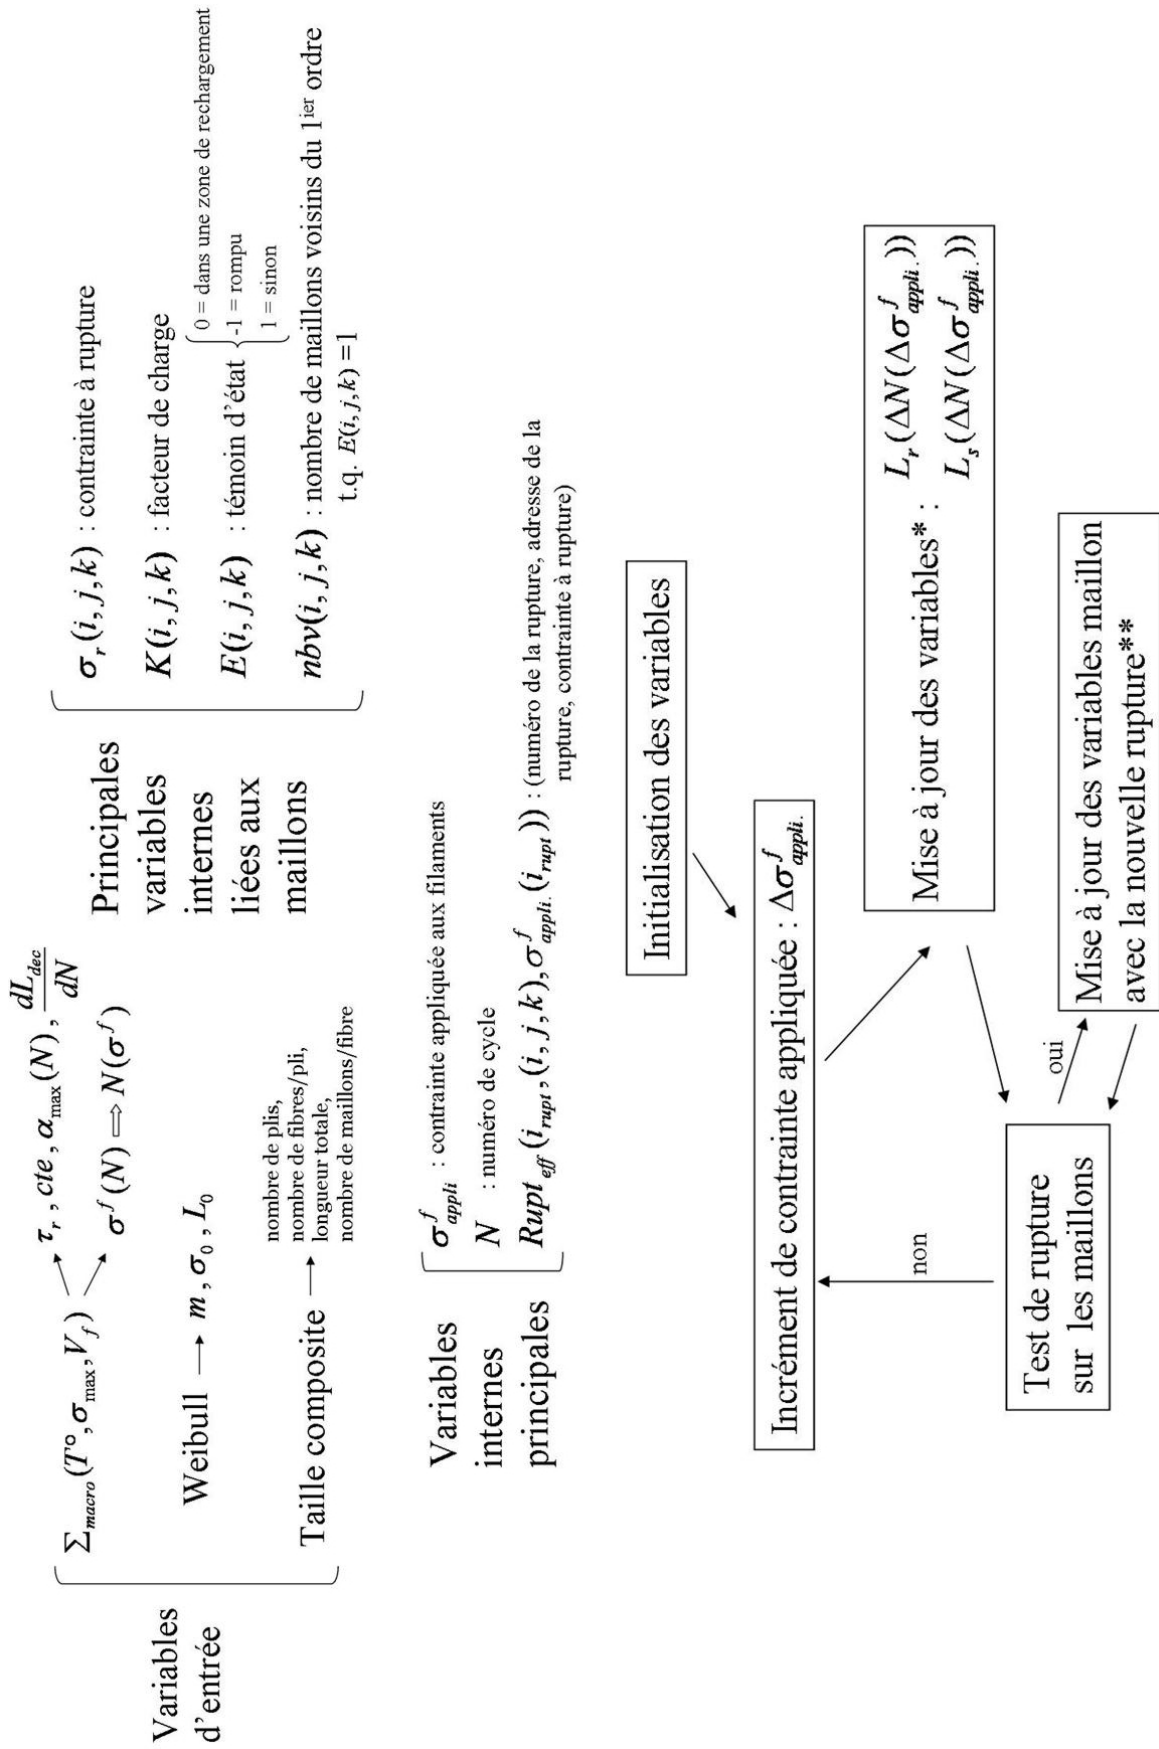 Variables
d'entrée
Σ_macro (T°, σ_max, V_f)
τ_r, cte, α_max(N), dL_dec/dN
σ^f(N) ⇒ N(σ^f)
Weibull → m, σ_0, L_0
Taille composite →
nombre de plis,
nombre de fibres/pli,
longueur totale,
nombre de maillons/fibre
Principales
variables
internes
liées aux
maillons
σ_r(i, j, k) : contrainte à rupture
K(i, j, k) : facteur de charge
E(i, j, k) : témoin d'état
0 = dans une zone de rechargement
-1 = rompu
1 = sinon
nbv(i, j, k) : nombre de maillons voisins du 1^ier ordre
t.q. E(i, j, k) = 1
Variables
internes
principales
σ^f_appli : contrainte appliquée aux filaments
N : numéro de cycle
Rupt_eff (i_rupt, (i, j, k), σ^f_appli.(i_rupt)) : (numéro de la rupture, adresse de la
rupture, contrainte à rupture)
Initialisation des variables
Incrément de contrainte appliquée : Δσ^f_appli.
Mise à jour des variables* :
L_r(ΔN(Δσ^f_appli.))
L_s(ΔN(Δσ^f_appli.))
non
Test de rupture
sur les maillons
oui
Mise à jour des variables maillon
avec la nouvelle rupture**